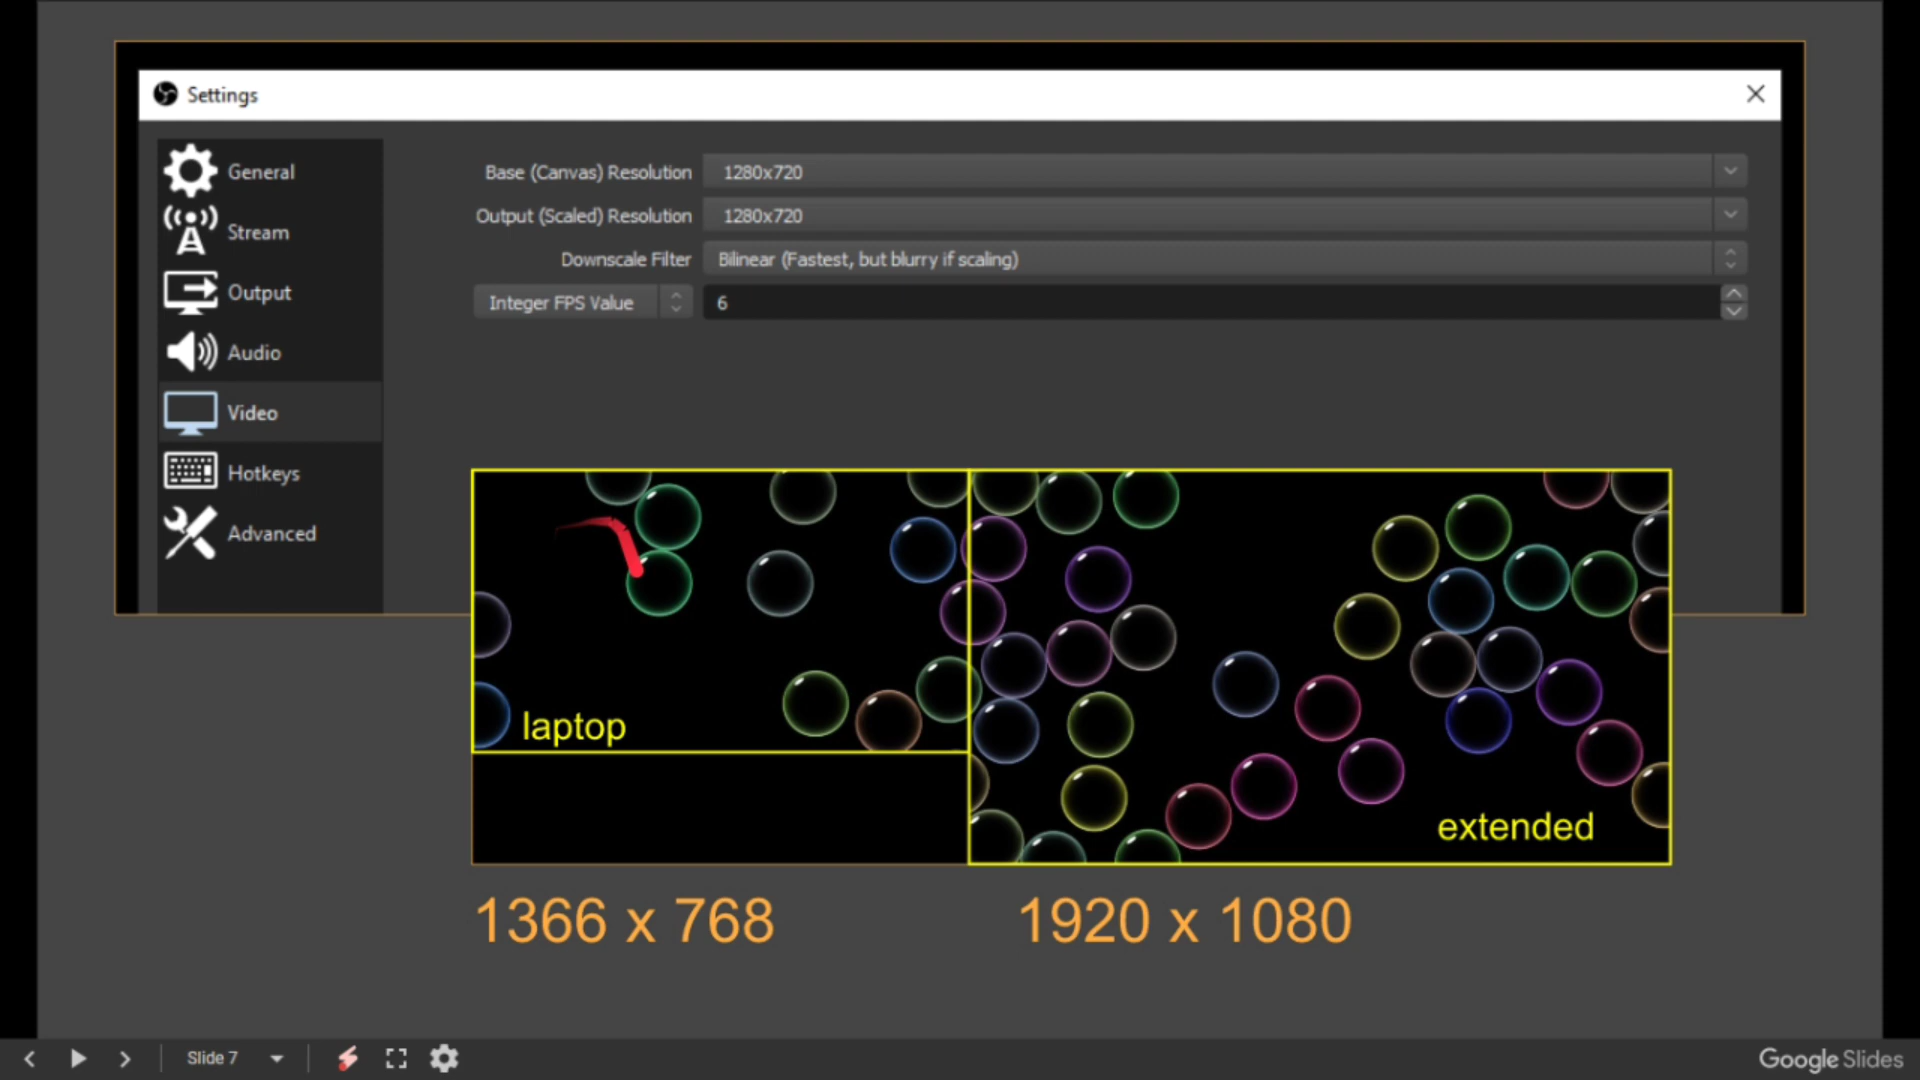 Settings
General
Stream
Output
Audio
Video
Hotkeys
Advanced
Base (Canvas) Resolution 1280x720
Output (Scaled) Resolution 1280x720
Downscale Filter Bilinear (Fastest, but blurry if scaling)
Integer FPS Value 6
laptop
extended
1366 x 768
1920 x 1080
Slide 7
Google Slides